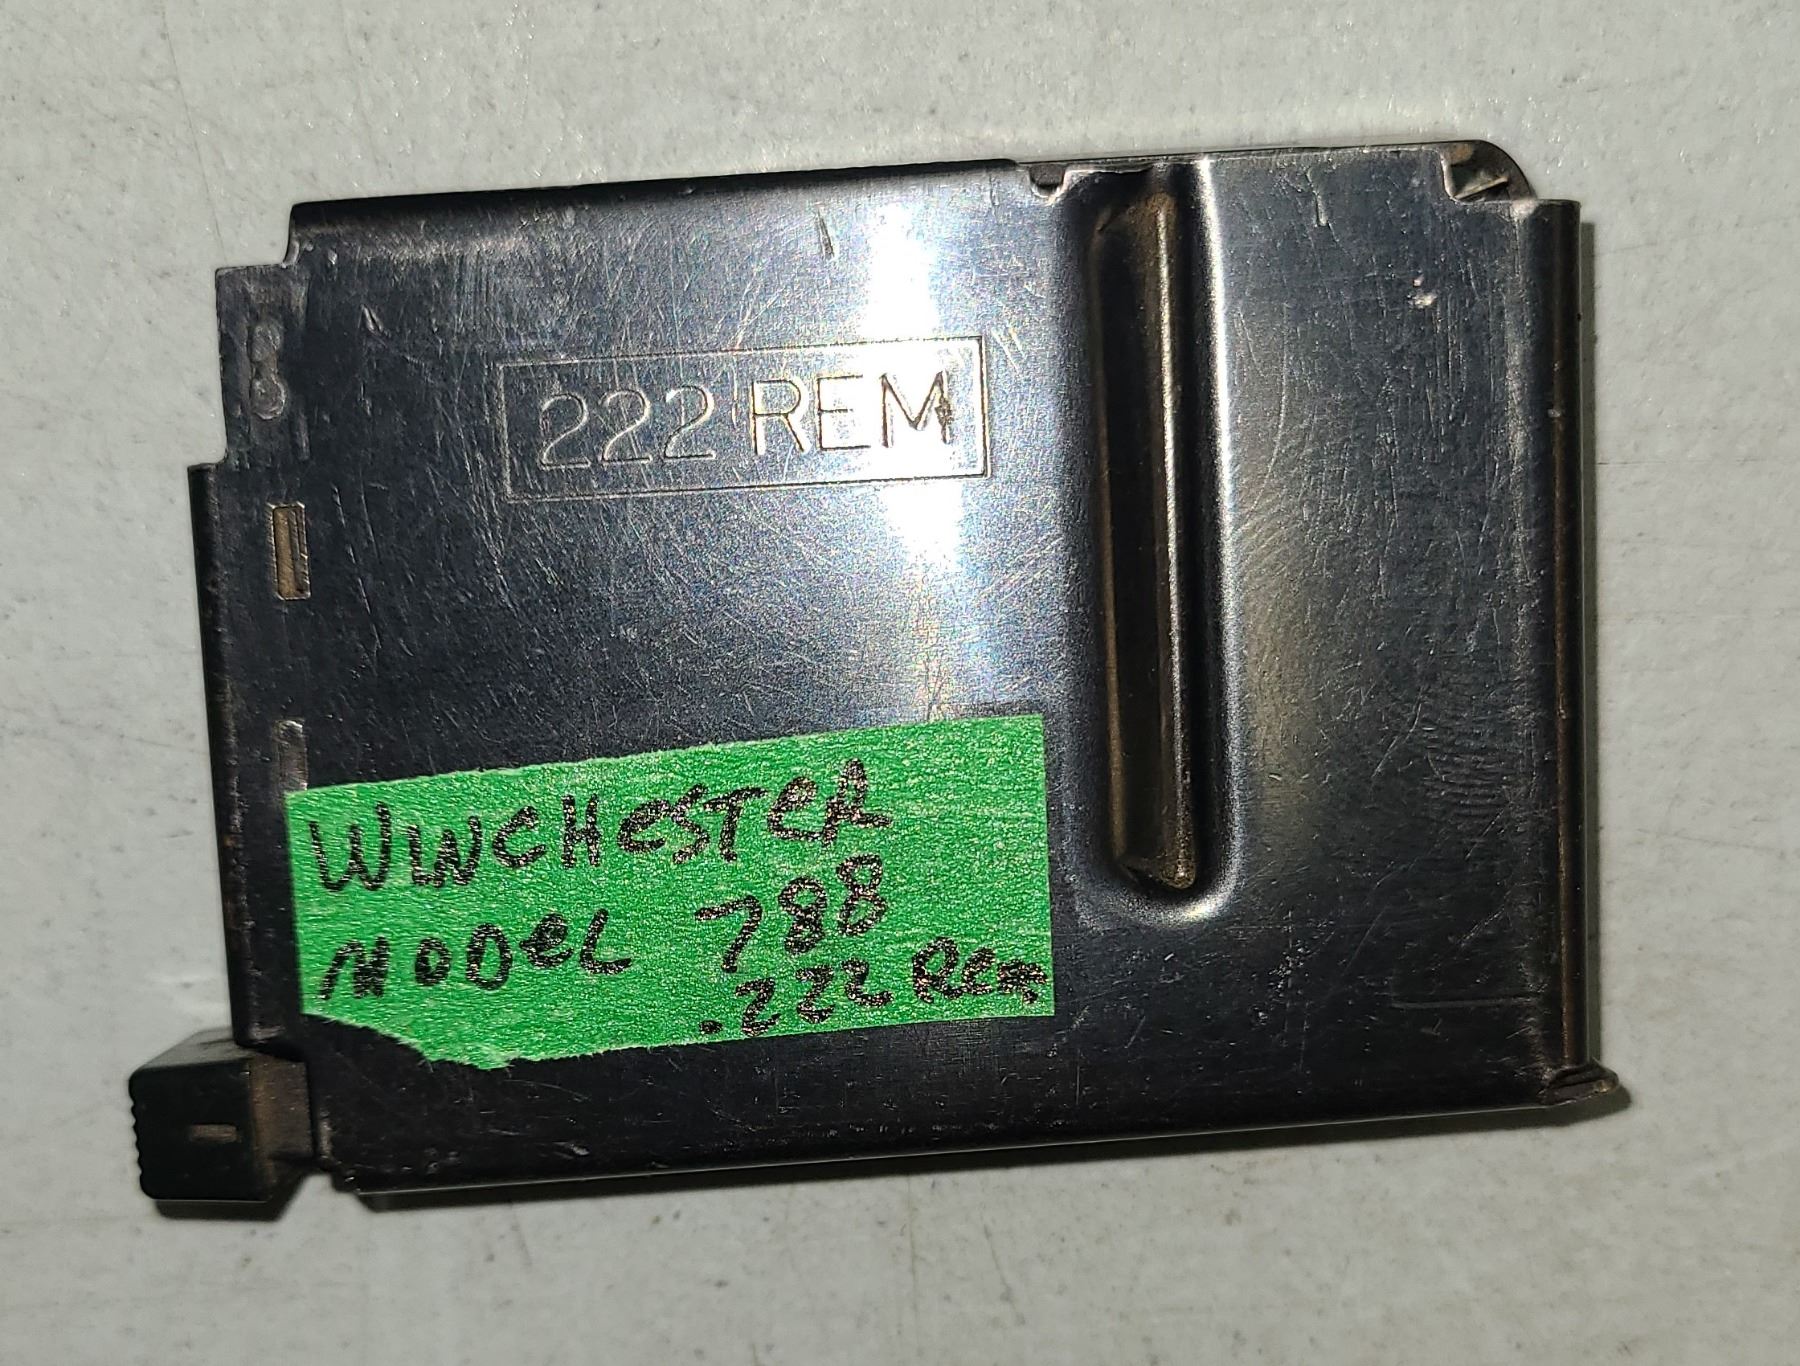 222 REM
WINCHESTER
MODEL 788
.222 Rem